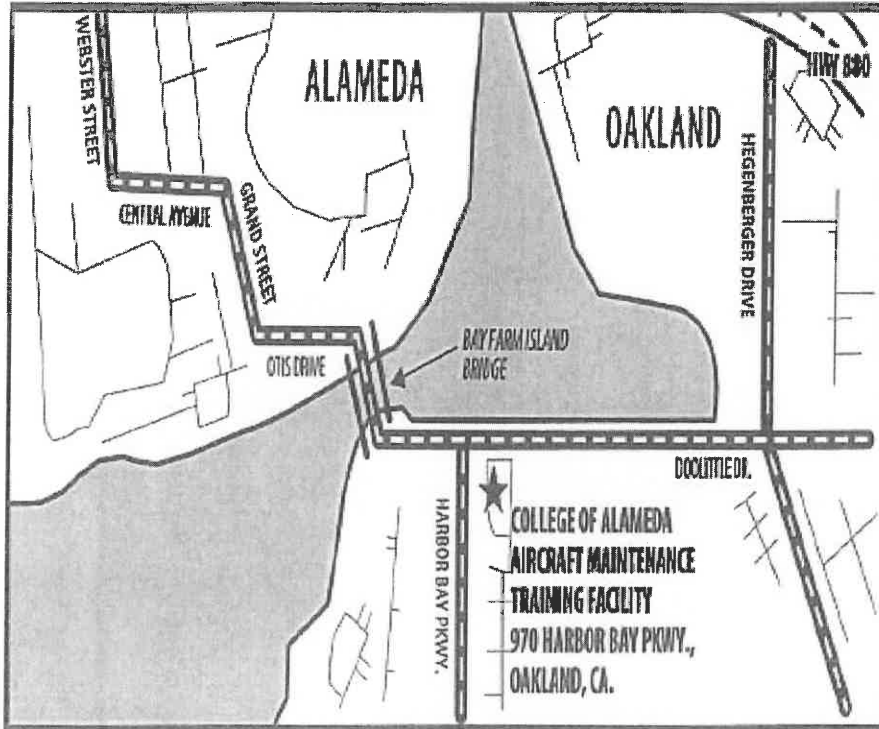 WEBSTER STREET
ALAMEDA
OAKLAND
HWY 880
HEGENBERGER DRIVE
CENTRAL AVENUE
GRAND STREET
OTIS DRIVE
BAY FARM ISLAND
BRIDGE
DOOLITTLE DR.
HARBOR BAY PKWY.
COLLEGE OF ALAMEDA
AIRCRAFT MAINTENANCE
TRAINING FACILITY
970 HARBOR BAY PKWY.,
OAKLAND, CA.